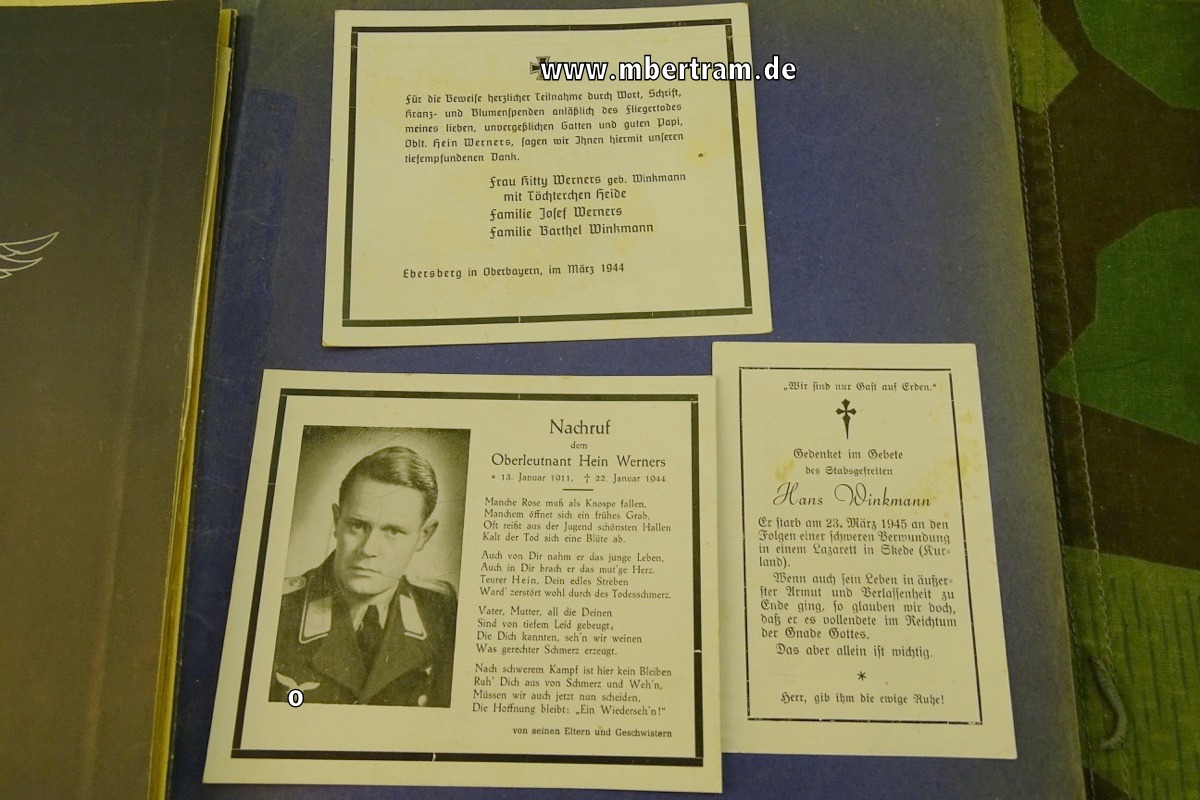 www.mbertram.de
Für die Beweise herzlicher Teilnahme durch Wort, Schrift,
Kranz- und Blumenspenden anläßlich des Fliegertodes
meines lieben, unvergeßlichen Gatten und guten Papi,
Oblt. Hein Werners, sagen wir Ihnen hiermit unseren
tiefempfundenen Dank.
Frau Kitty Werners geb. Winkmann
mit Töchterchen Heide
Familie Josef Werners
Familie Barthel Winkmann
Ebersberg in Oberbayern, im März 1944
Nachruf
dem
Oberleutnant Hein Werners
* 13. Januar 1911, † 22. Januar 1944
Manche Rose muß als Knospe fallen,
Manchem öffnet sich ein frühes Grab,
Oft reißt aus der Jugend schönsten Hallen
Kalt der Tod sich eine Blüte ab.
Auch von Dir nahm er das junge Leben,
Auch in Dir brach er das mut'ge Herz.
Teurer Hein, Dein edles Streben
Ward' zerstört wohl durch des Todesschmerz.
Vater, Mutter, all die Deinen
Sind von tiefem Leid gebeugt,
Die Dich kannten, seh'n wir weinen
Was gerechter Schmerz erzeugt.
Nach schwerem Kampf ist hier kein Bleiben
Ruh' Dich aus von Schmerz und Weh'n,
Müssen wir auch jetzt nun scheiden,
Die Hoffnung bleibt: „Ein Wiederseh'n!"
von seinen Eltern und Geschwistern
0
„Wir sind nur Gast auf Erden."
Gedenket im Gebete
des Stabsgefreiten
Hans Winkmann
Er starb am 23. März 1945 an den
Folgen einer schweren Verwundung
in einem Lazarett in Skede (Kur-
land).
Wenn auch sein Leben in äußer-
ster Armut und Verlassenheit zu
Ende ging, so glauben wir doch,
daß er es vollendete im Reichtum
der Gnade Gottes.
Das aber allein ist wichtig.
*
Herr, gib ihm die ewige Ruhe!